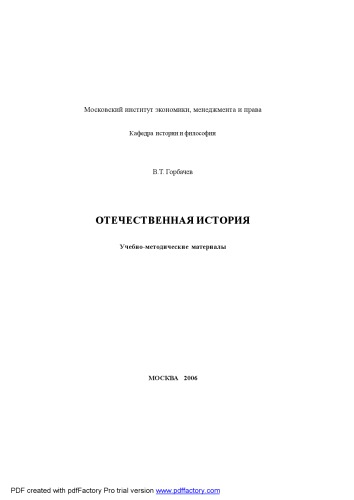 Московский институт экономики, менеджмента и права
Кафедра истории и философии
В.Т. Горбачев
ОТЕЧЕСТВЕННАЯ ИСТОРИЯ
Учебно-методические материалы
МОСКВА 2006
PDF created with pdfFactory Pro trial version www.pdffactory.com